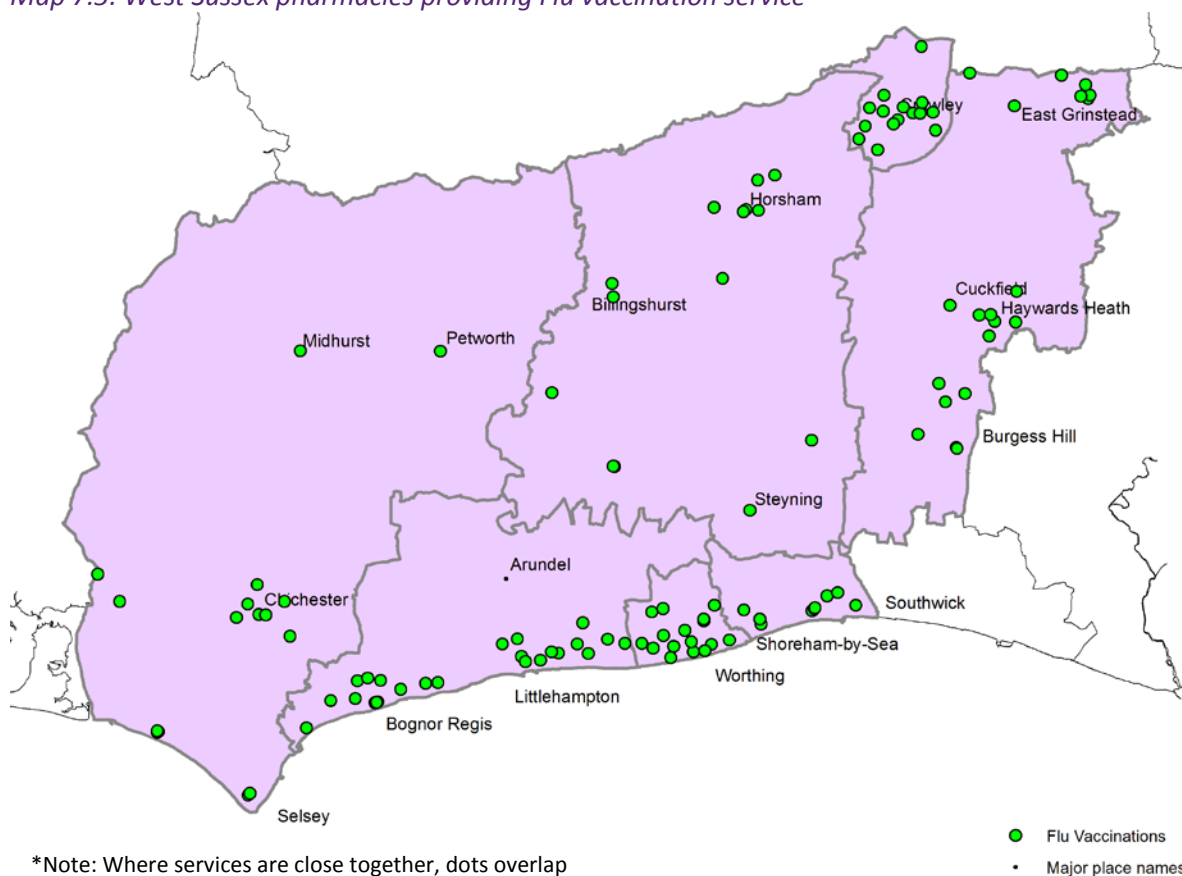 Map 7.5: West Sussex pharmacies providing Flu vaccination service
Crawley
East Grinstead
Horsham
Cuckfield
Haywards Heath
Billingshurst
Midhurst
Petworth
Burgess Hill
Steyning
Arundel
Chichester
Southwick
Shoreham-by-Sea
Worthing
Littlehampton
Bognor Regis
Selsey
Flu Vaccinations
*Note: Where services are close together, dots overlap
Major place names